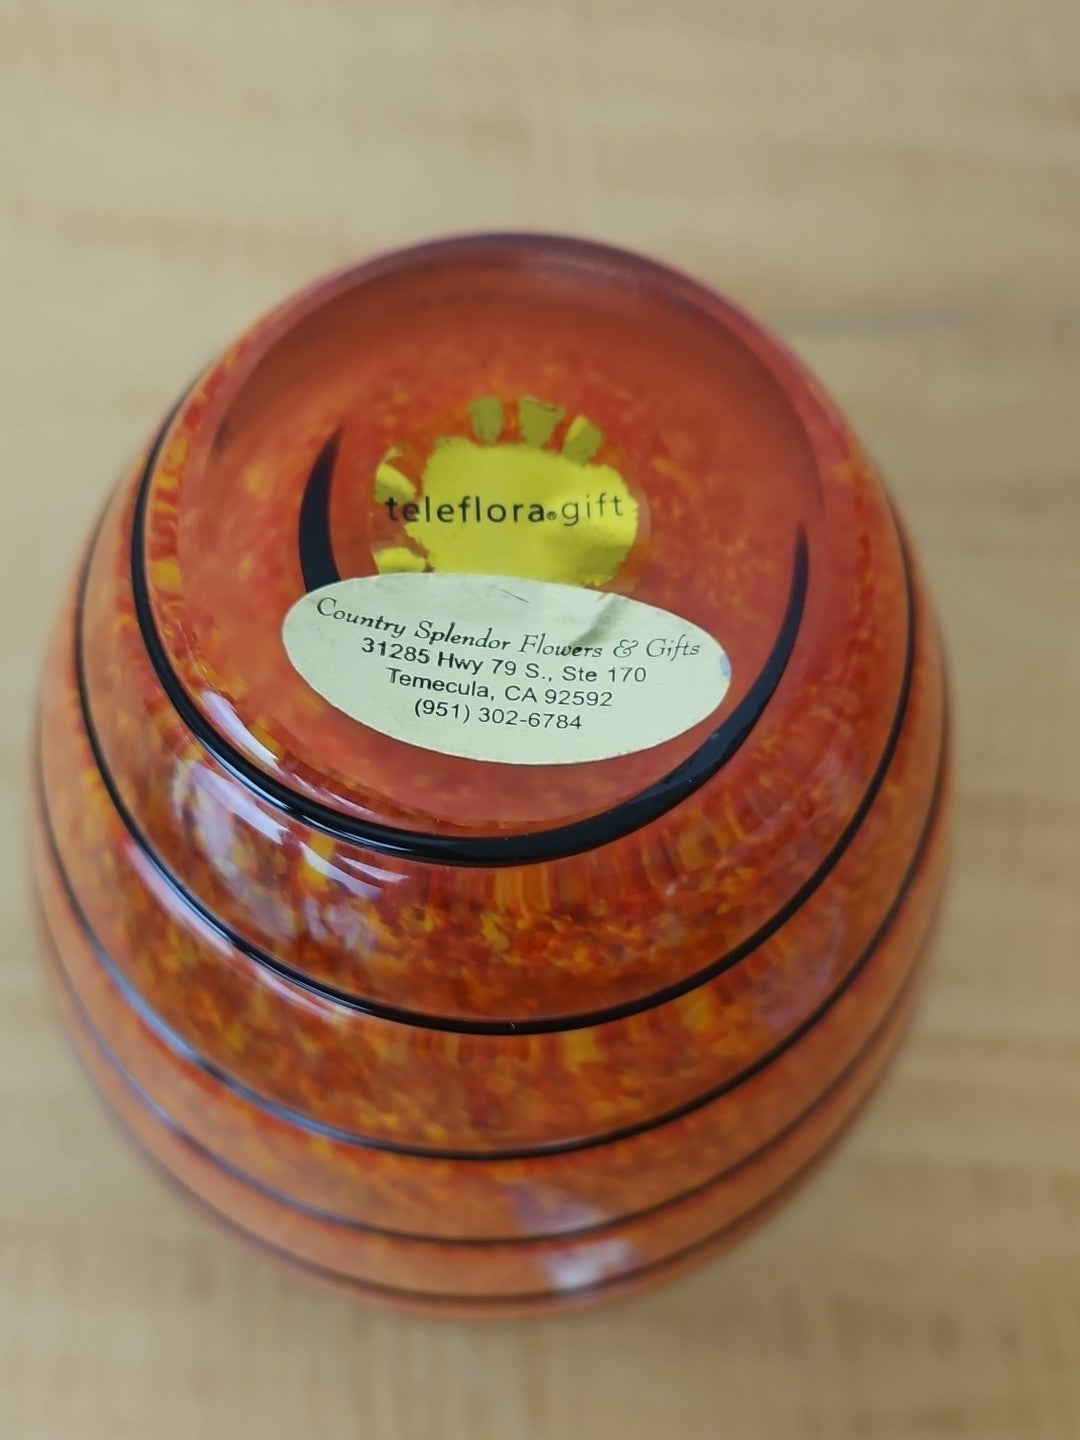 teleflora®gift
Country Splendor Flowers & Gifts
31285 Hwy 79 S., Ste 170
Temecula, CA 92592
(951) 302-6784